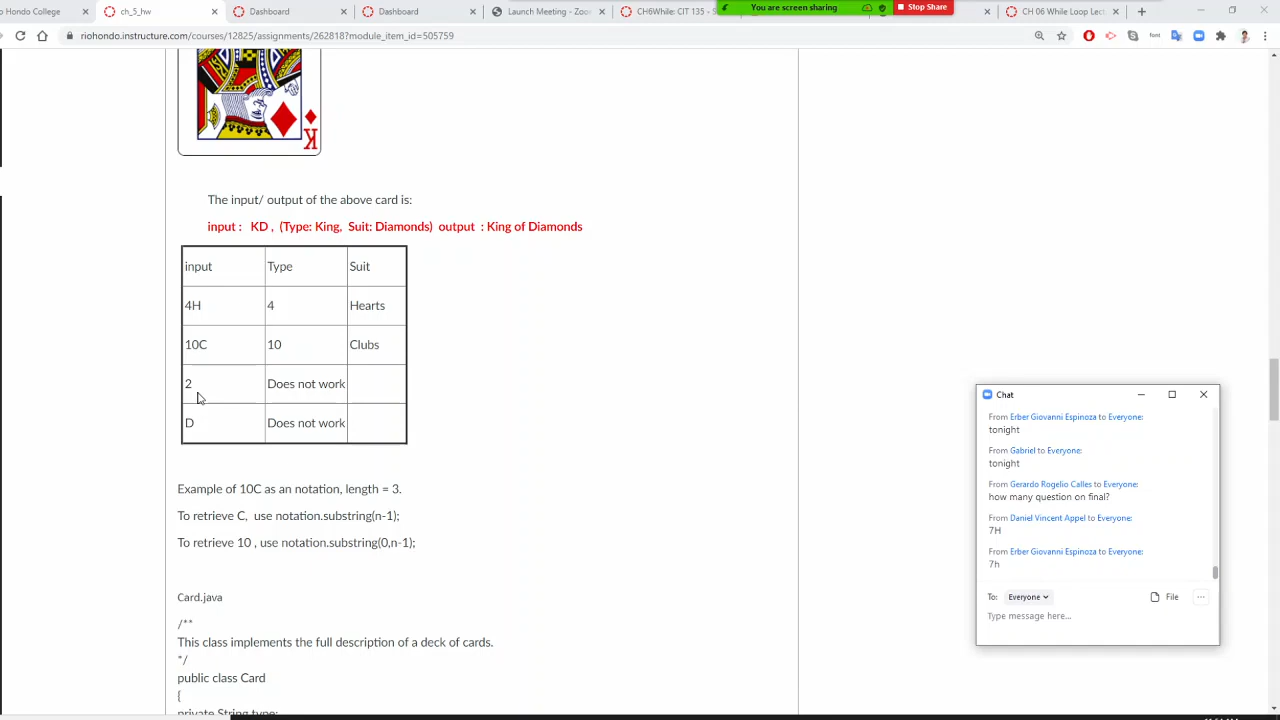 o Hondo College
ch_5_hw
Dashboard
Dashboard
Launch Meeting - Zoo
CH6While: CIT 135 - S
You are screen sharing
Stop Share
CH 06 While Loop Lect
riohondo.instructure.com/courses/12825/assignments/262818?module_item_id=505759
K
The input/ output of the above card is:
input : KD , (Type: King, Suit: Diamonds) output : King of Diamonds
input Type Suit
4H 4 Hearts
10C 10 Clubs
2 Does not work
D Does not work
Example of 10C as an notation, length = 3.
To retrieve C, use notation.substring(n-1);
To retrieve 10 , use notation.substring(0,n-1);
Card.java
/**
This class implements the full description of a deck of cards.
*/
public class Card
{
private String type;
Chat
From Erber Giovanni Espinoza to Everyone:
tonight
From Gabriel to Everyone:
tonight
From Gerardo Rogelio Calles to Everyone:
how many question on final?
From Daniel Vincent Appel to Everyone:
7H
From Erber Giovanni Espinoza to Everyone:
7h
To: Everyone File
Type message here...